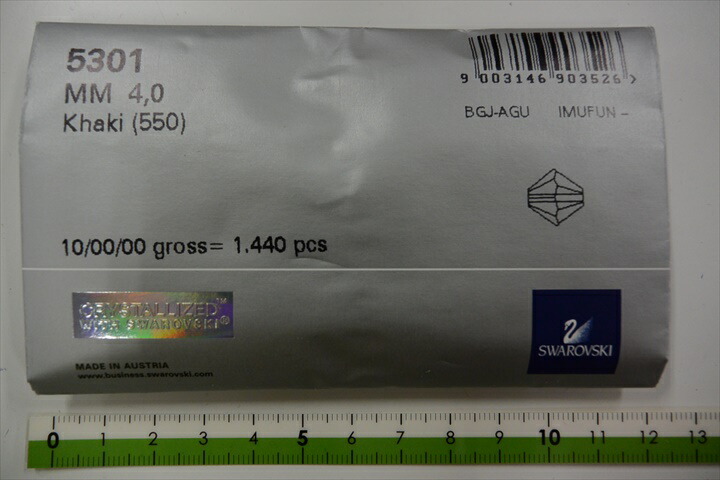 5301
MM 4,0
Khaki (550)
9 003146 903526>
BGJ-AGU IMUFUN -
10/00/00 gross= 1.440 pcs
CRYSTALLIZED™
WITH SWAROVSKI®
SWAROVSKI
MADE IN AUSTRIA
www.business.swarovski.com
0 1 2 3 4 5 6 7 8 9 10 11 12 13